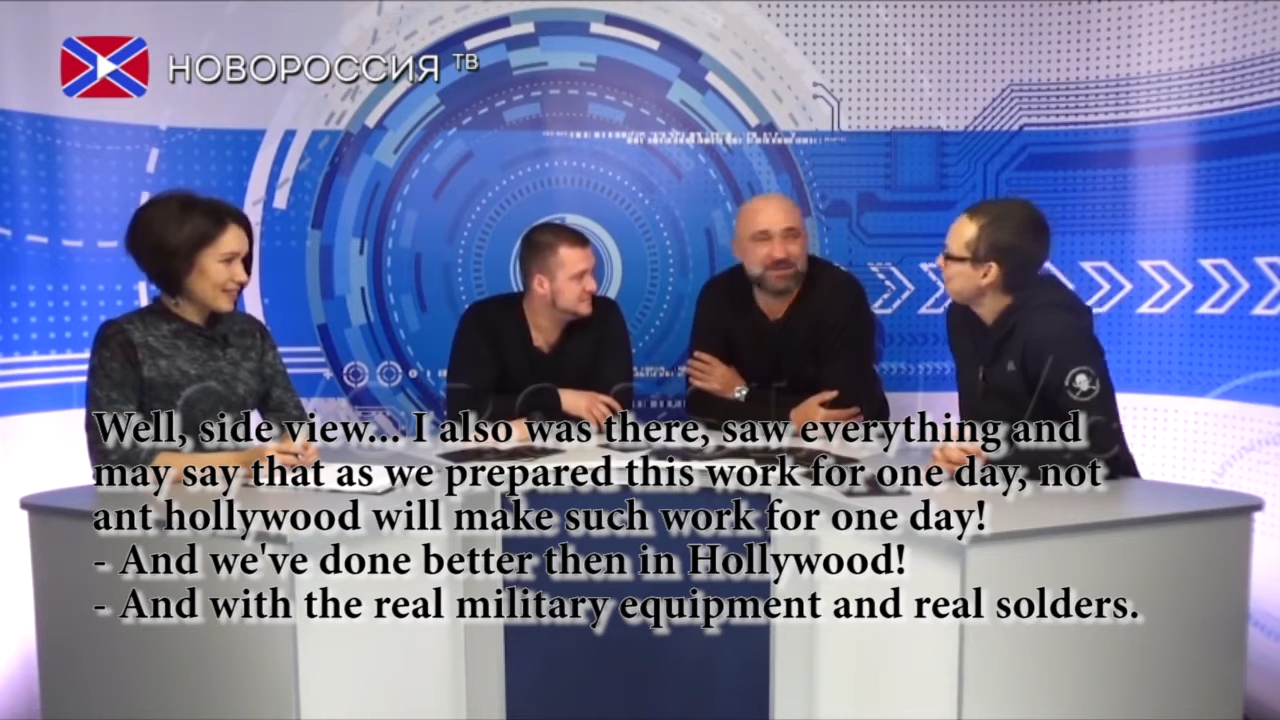 НОВОРОССИЯ ТВ
Well, side view... I also was there, saw everything and
may say that as we prepared this work for one day, not
ant hollywood will make such work for one day!
- And we've done better then in Hollywood!
- And with the real military equipment and real solders.